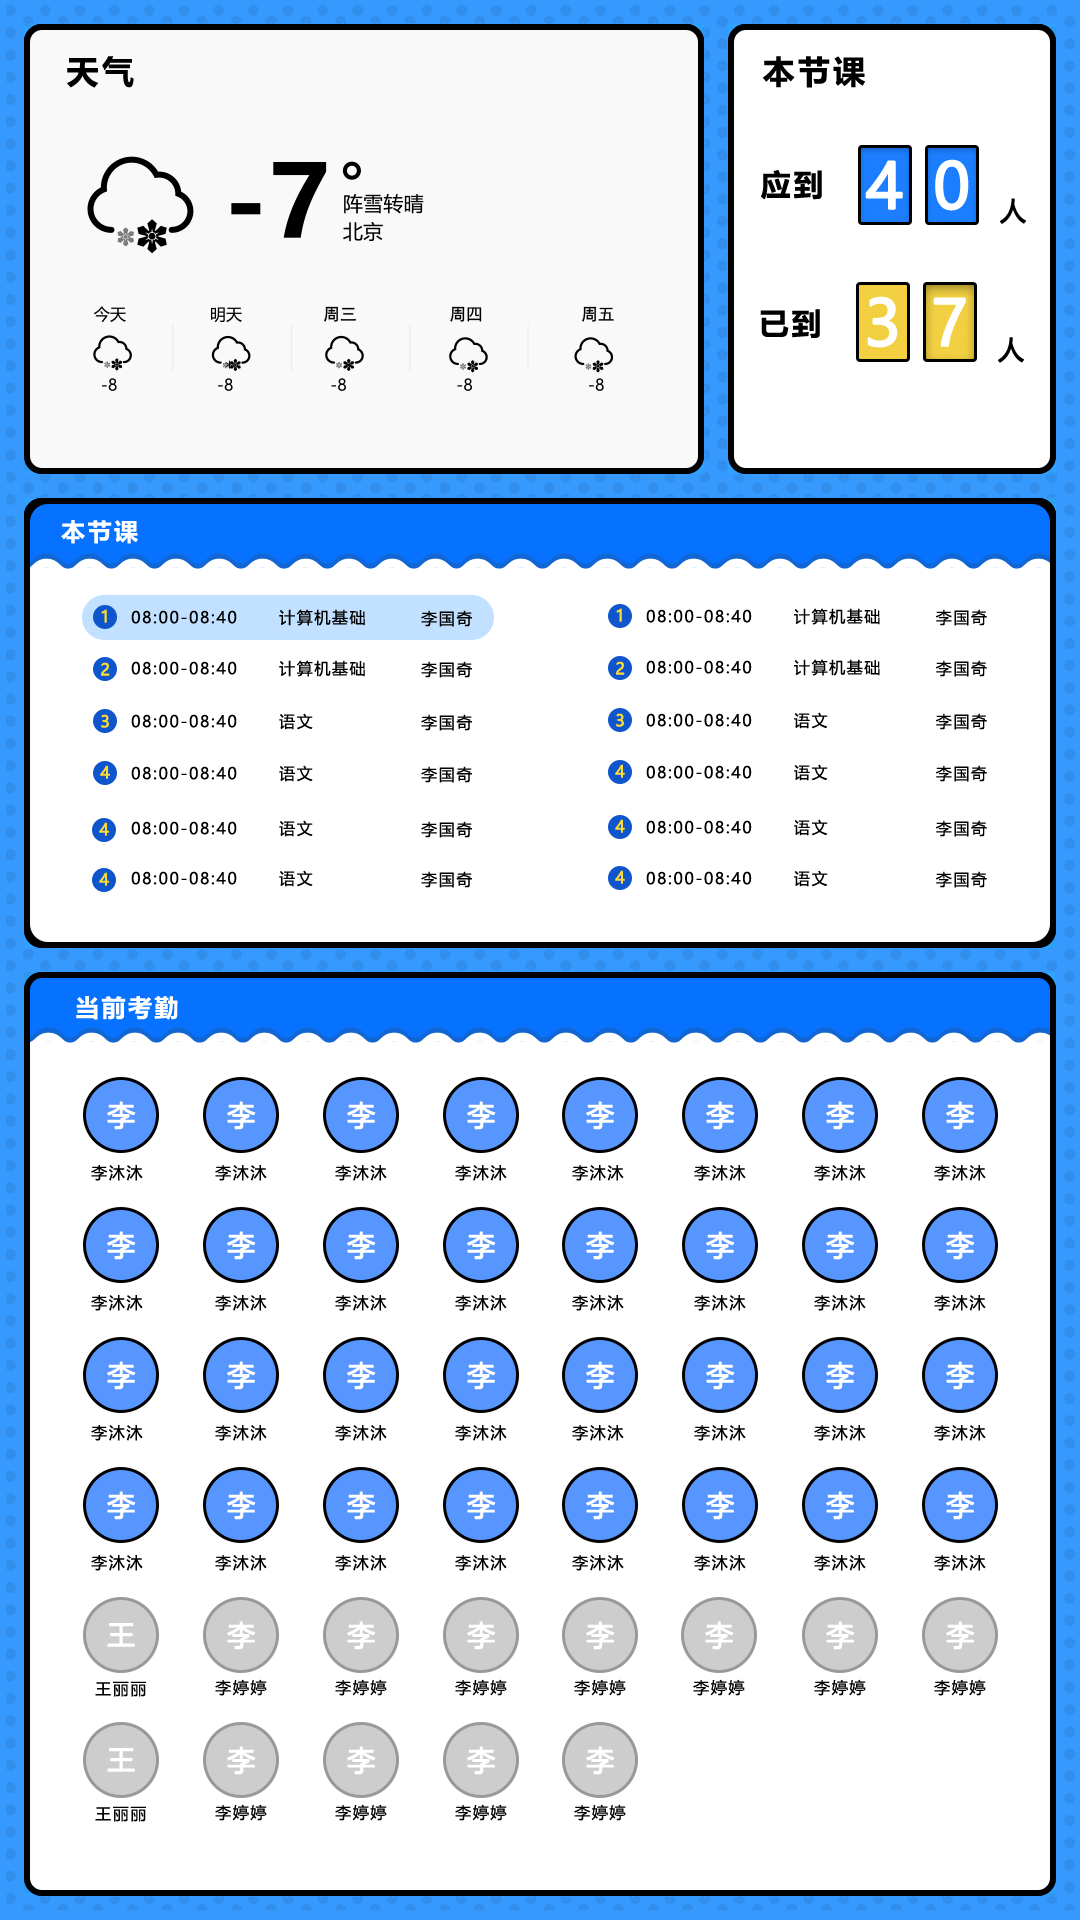 天气
-7°
阵雪转晴
北京
今天 明天 周三 周四 周五
-8 -8 -8 -8 -8
本节课
应到 40 人
已到 37 人
本节课
1 08:00-08:40 计算机基础 李国奇 1 08:00-08:40 计算机基础 李国奇
2 08:00-08:40 计算机基础 李国奇 2 08:00-08:40 计算机基础 李国奇
3 08:00-08:40 语文 李国奇 3 08:00-08:40 语文 李国奇
4 08:00-08:40 语文 李国奇 4 08:00-08:40 语文 李国奇
4 08:00-08:40 语文 李国奇 4 08:00-08:40 语文 李国奇
4 08:00-08:40 语文 李国奇 4 08:00-08:40 语文 李国奇
当前考勤
李 李 李 李 李 李 李 李
李沐沐 李沐沐 李沐沐 李沐沐 李沐沐 李沐沐 李沐沐 李沐沐
李 李 李 李 李 李 李 李
李沐沐 李沐沐 李沐沐 李沐沐 李沐沐 李沐沐 李沐沐 李沐沐
李 李 李 李 李 李 李 李
李沐沐 李沐沐 李沐沐 李沐沐 李沐沐 李沐沐 李沐沐 李沐沐
李 李 李 李 李 李 李 李
李沐沐 李沐沐 李沐沐 李沐沐 李沐沐 李沐沐 李沐沐 李沐沐
王 李 李 李 李 李 李 李
王丽丽 李婷婷 李婷婷 李婷婷 李婷婷 李婷婷 李婷婷 李婷婷
王 李 李 李 李
王丽丽 李婷婷 李婷婷 李婷婷 李婷婷